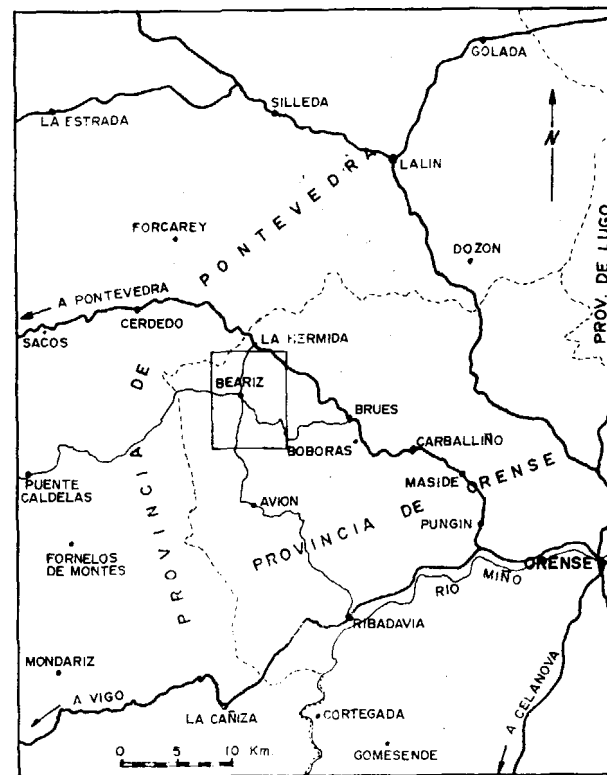 GOLADA
SILLEDA
LA ESTRADA
LALIN
N
FORCAREY
DOZON
PROVINCIA DE PONTEVEDRA
PROV. DE LUGO
A PONTEVEDRA
CERDEDO
SACOS
LA HERMIDA
BEARIZ
BRUES
BOBORAS
CARBALLIÑO
MASIDE
PUENTE CALDELAS
AVION
PUNGIN
PROVINCIA DE ORENSE
FORNELOS DE MONTES
ORENSE
RIO MIÑO
RIBADAVIA
MONDARIZ
A VIGO
LA CAÑIZA
CORTEGADA
A CELANOVA
GOMESENDE
0 5 10 Km.